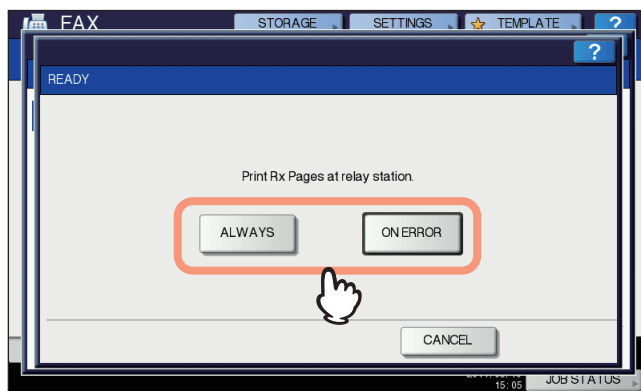 FAX STORAGE SETTINGS TEMPLATE ?
?
READY
Print Rx Pages at relay station.
ALWAYS ON ERROR
CANCEL
15:05 JOB STATUS